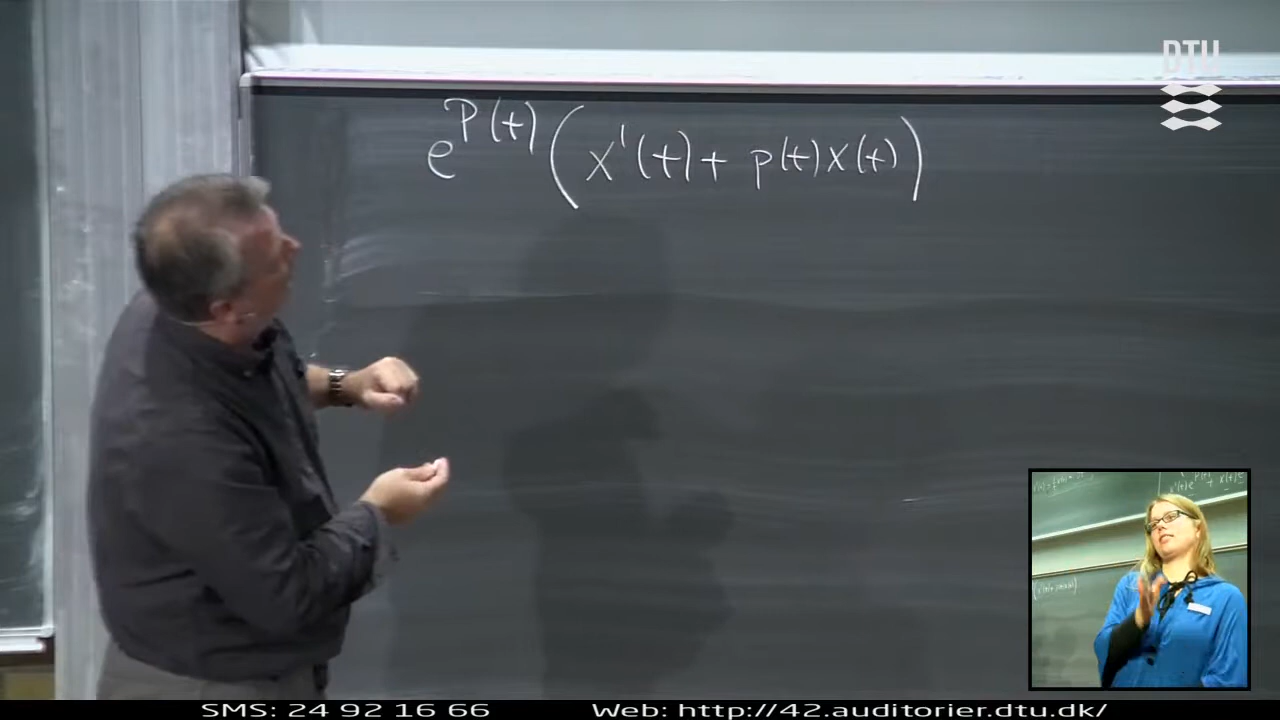 DTU
e^{P(t)} (x'(t) + p(t)x(t))
SMS: 24 92 16 66 Web: http://42.auditorier.dtu.dk/